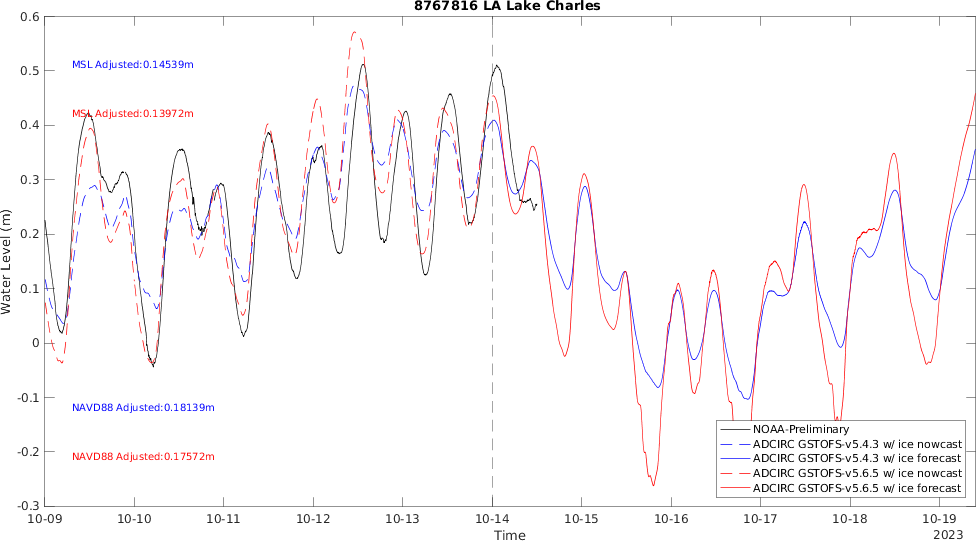 8767816 LA Lake Charles
0.6
MSL Adjusted:0.14539m
0.5
MSL Adjusted:0.13972m
0.4
0.3
Water Level (m)
0.2
0.1
0
-0.1
NAVD88 Adjusted:0.18139m
-0.2
NAVD88 Adjusted:0.17572m
-0.3
NOAA-Preliminary
ADCIRC GSTOFS-v5.4.3 w/ ice nowcast
ADCIRC GSTOFS-v5.4.3 w/ ice forecast
ADCIRC GSTOFS-v5.6.5 w/ ice nowcast
ADCIRC GSTOFS-v5.6.5 w/ ice forecast
10-09 10-10 10-11 10-12 10-13 10-14 10-15 10-16 10-17 10-18 10-19
Time
2023